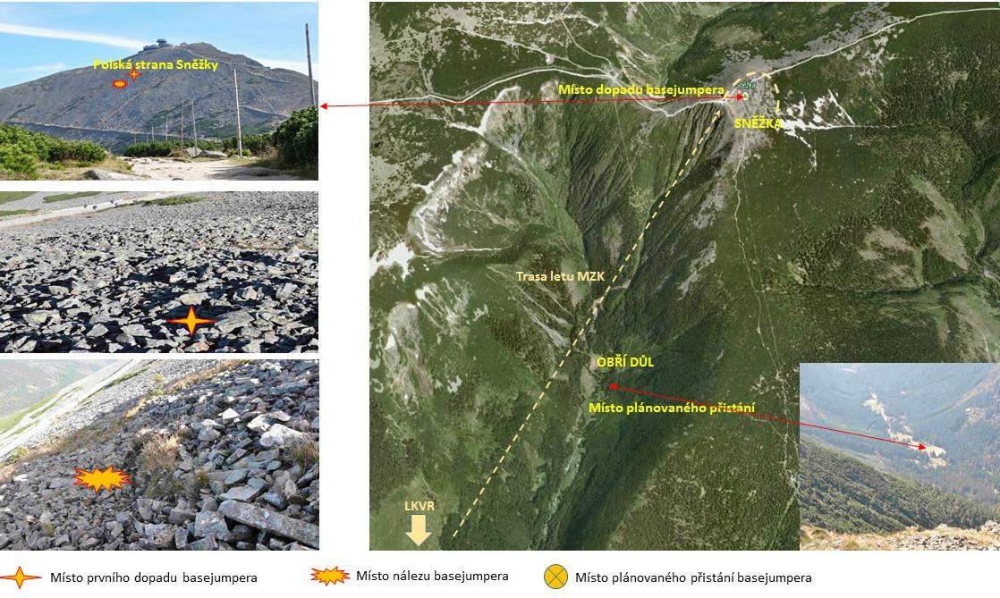 Polská strana Sněžky
Místo dopadu basejumpera
Sněžka
SNĚŽKA
Trasa letu MZK
OBŘÍ DŮL
Místo plánovaného přistání
LKVR
Místo prvního dopadu basejumpera
Místo nálezu basejumpera
Místo plánovaného přistání basejumpera